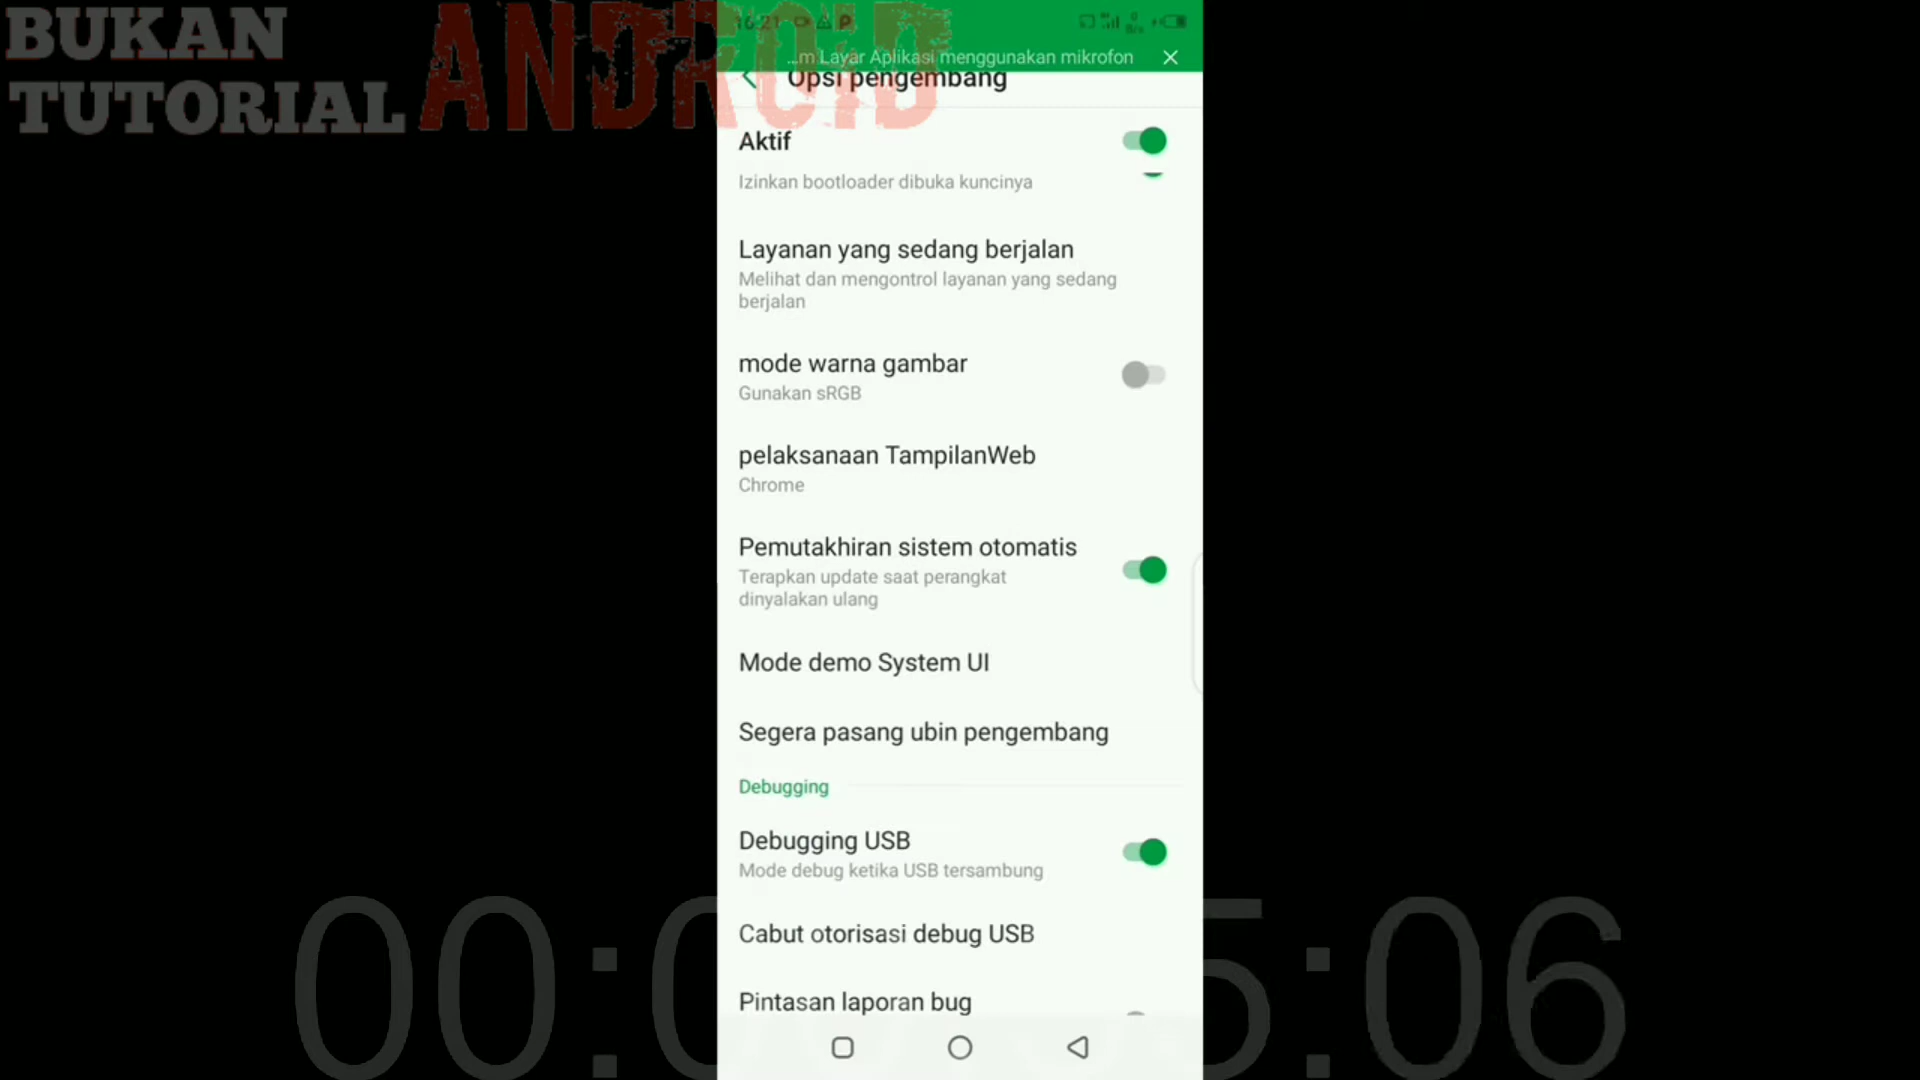 BUKAN
TUTORIAL
ANDROID
16.21
...m Layar Aplikasi menggunakan mikrofon
Opsi pengembang
Aktif
Izinkan bootloader dibuka kuncinya
Layanan yang sedang berjalan
Melihat dan mengontrol layanan yang sedang
berjalan
mode warna gambar
Gunakan sRGB
pelaksanaan TampilanWeb
Chrome
Pemutakhiran sistem otomatis
Terapkan update saat perangkat
dinyalakan ulang
Mode demo System UI
Segera pasang ubin pengembang
Debugging
Debugging USB
Mode debug ketika USB tersambung
Cabut otorisasi debug USB
Pintasan laporan bug